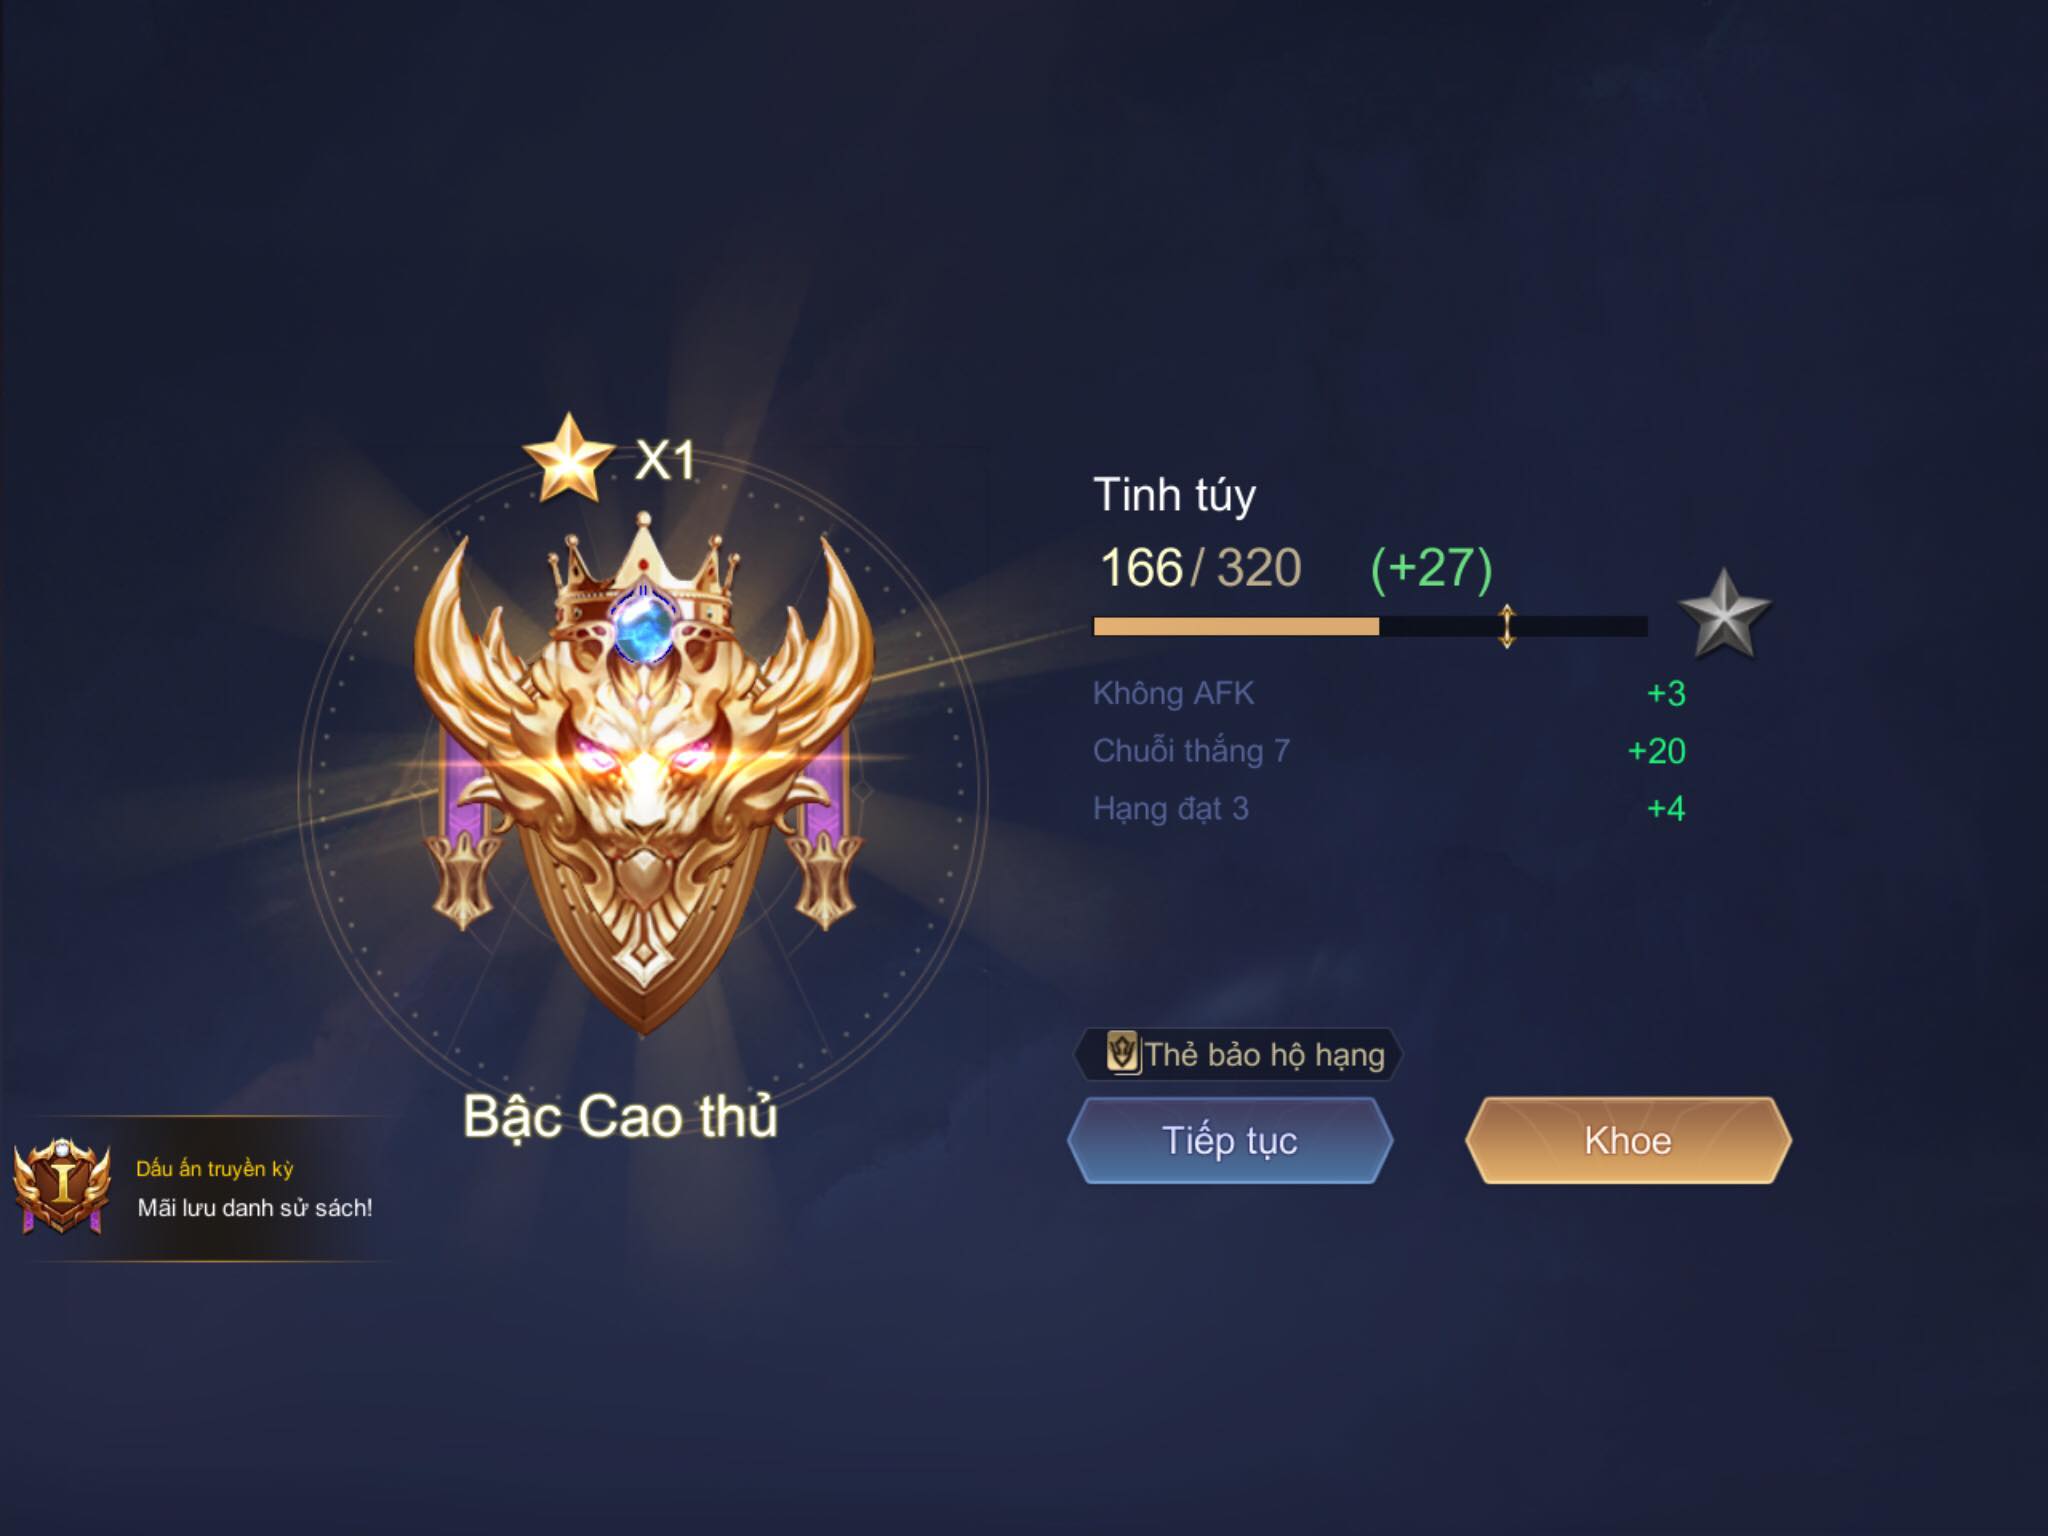 X1
Tinh túy
166/ 320 (+27)
Không AFK +3
Chuỗi thắng 7 +20
Hạng đạt 3 +4
Thẻ bảo hộ hạng
Bậc Cao thủ
Tiếp tục
Khoe
I
Dấu ấn truyền kỳ
Mãi lưu danh sử sách!